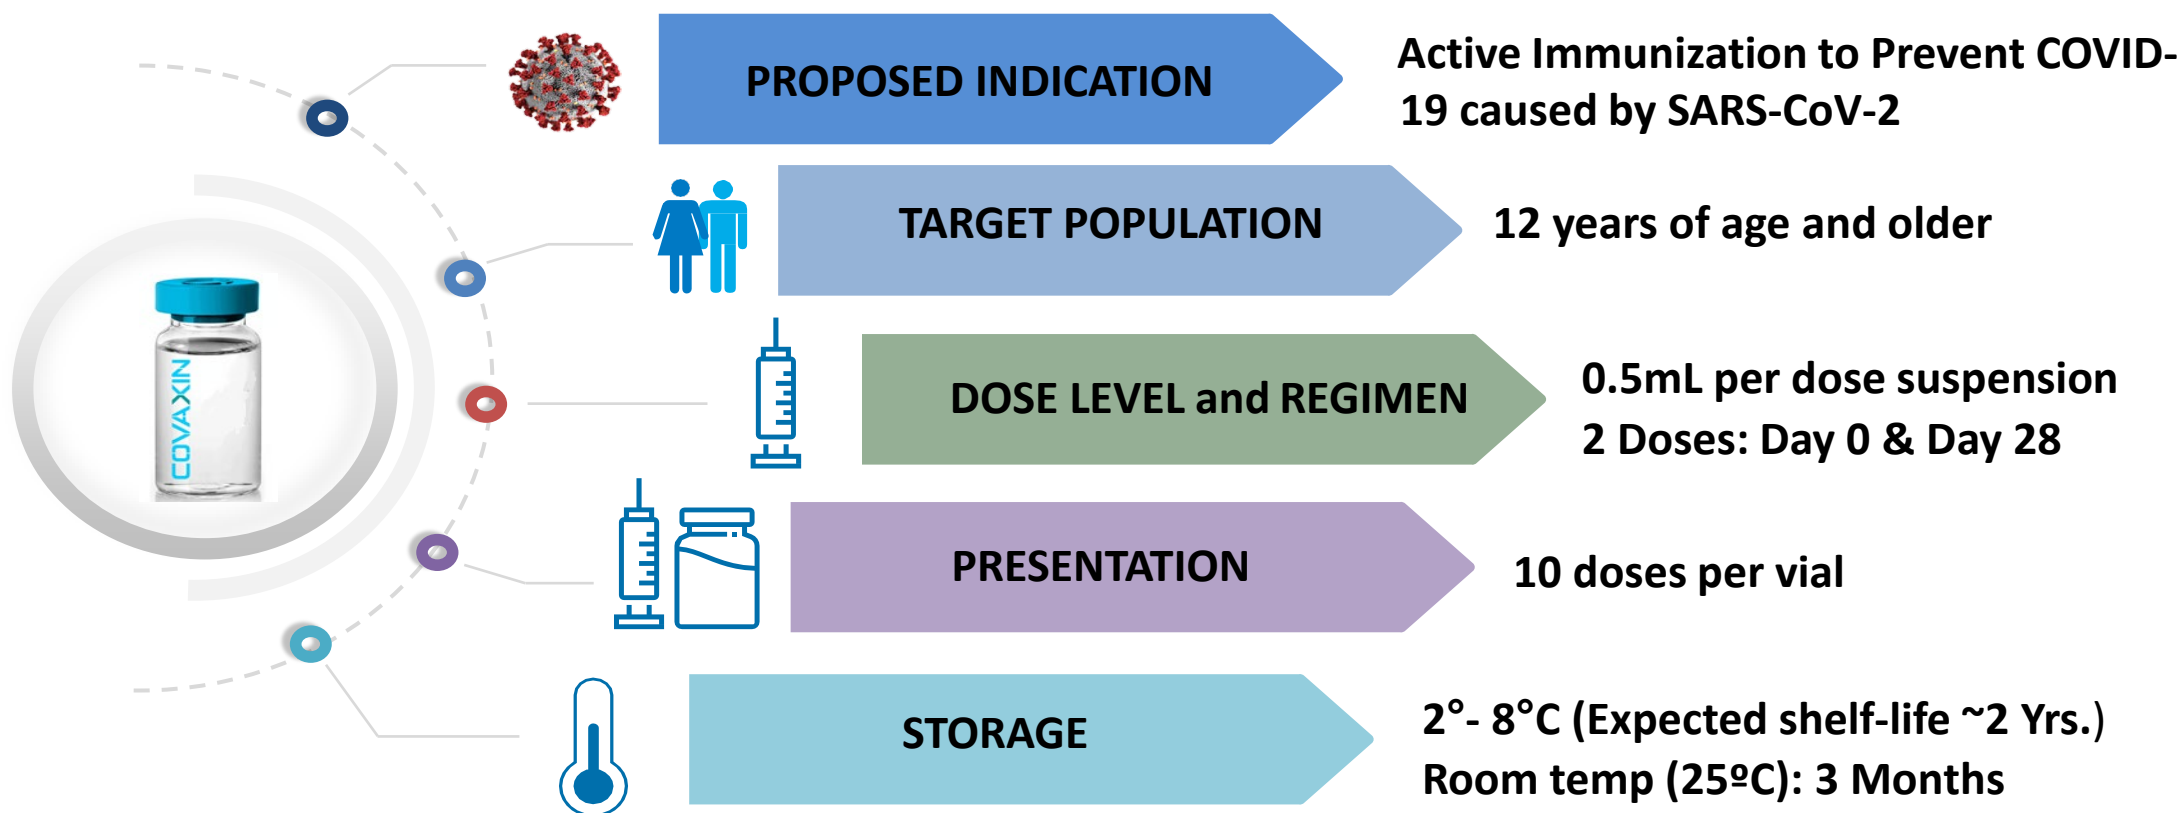 COVAXIN
PROPOSED INDICATION
Active Immunization to Prevent COVID-
19 caused by SARS-CoV-2
TARGET POPULATION
12 years of age and older
DOSE LEVEL and REGIMEN
0.5mL per dose suspension
2 Doses: Day 0 & Day 28
PRESENTATION
10 doses per vial
STORAGE
2°- 8°C (Expected shelf-life ~2 Yrs.)
Room temp (25ºC): 3 Months